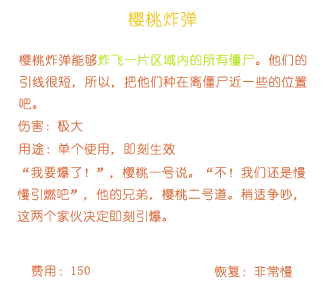 樱桃炸弹
樱桃炸弹能够炸飞一片区域内的所有僵尸。他们的
引线很短，所以，把他们种在离僵尸近一些的位置
吧。
伤害：极大
用途：单个使用，即刻生效
“我要爆了！”，樱桃一号说。“不！我们还是慢
慢引燃吧”，他的兄弟，樱桃二号道。稍适争吵，
这两个家伙决定即刻引爆。
费用：150 恢复：非常慢